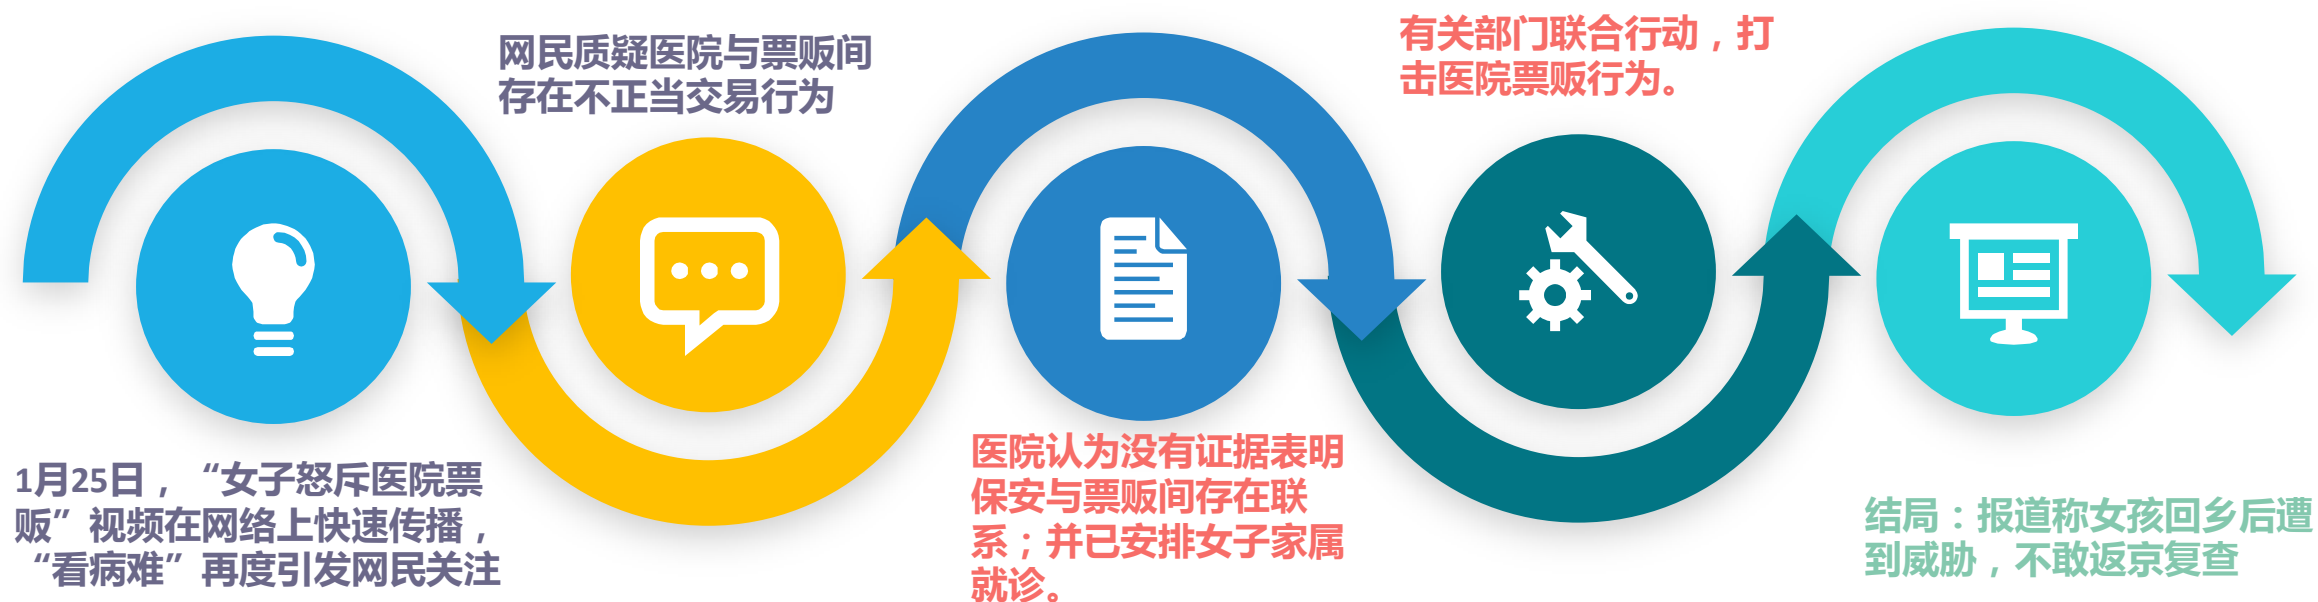 1月25日，“女子怒斥医院票
贩”视频在网络上快速传播，
“看病难”再度引发网民关注
网民质疑医院与票贩间
存在不正当交易行为
医院认为没有证据表明
保安与票贩间存在联
系；并已安排女子家属
就诊。
有关部门联合行动，打
击医院票贩行为。
结局：报道称女孩回乡后遭
到威胁，不敢返京复查